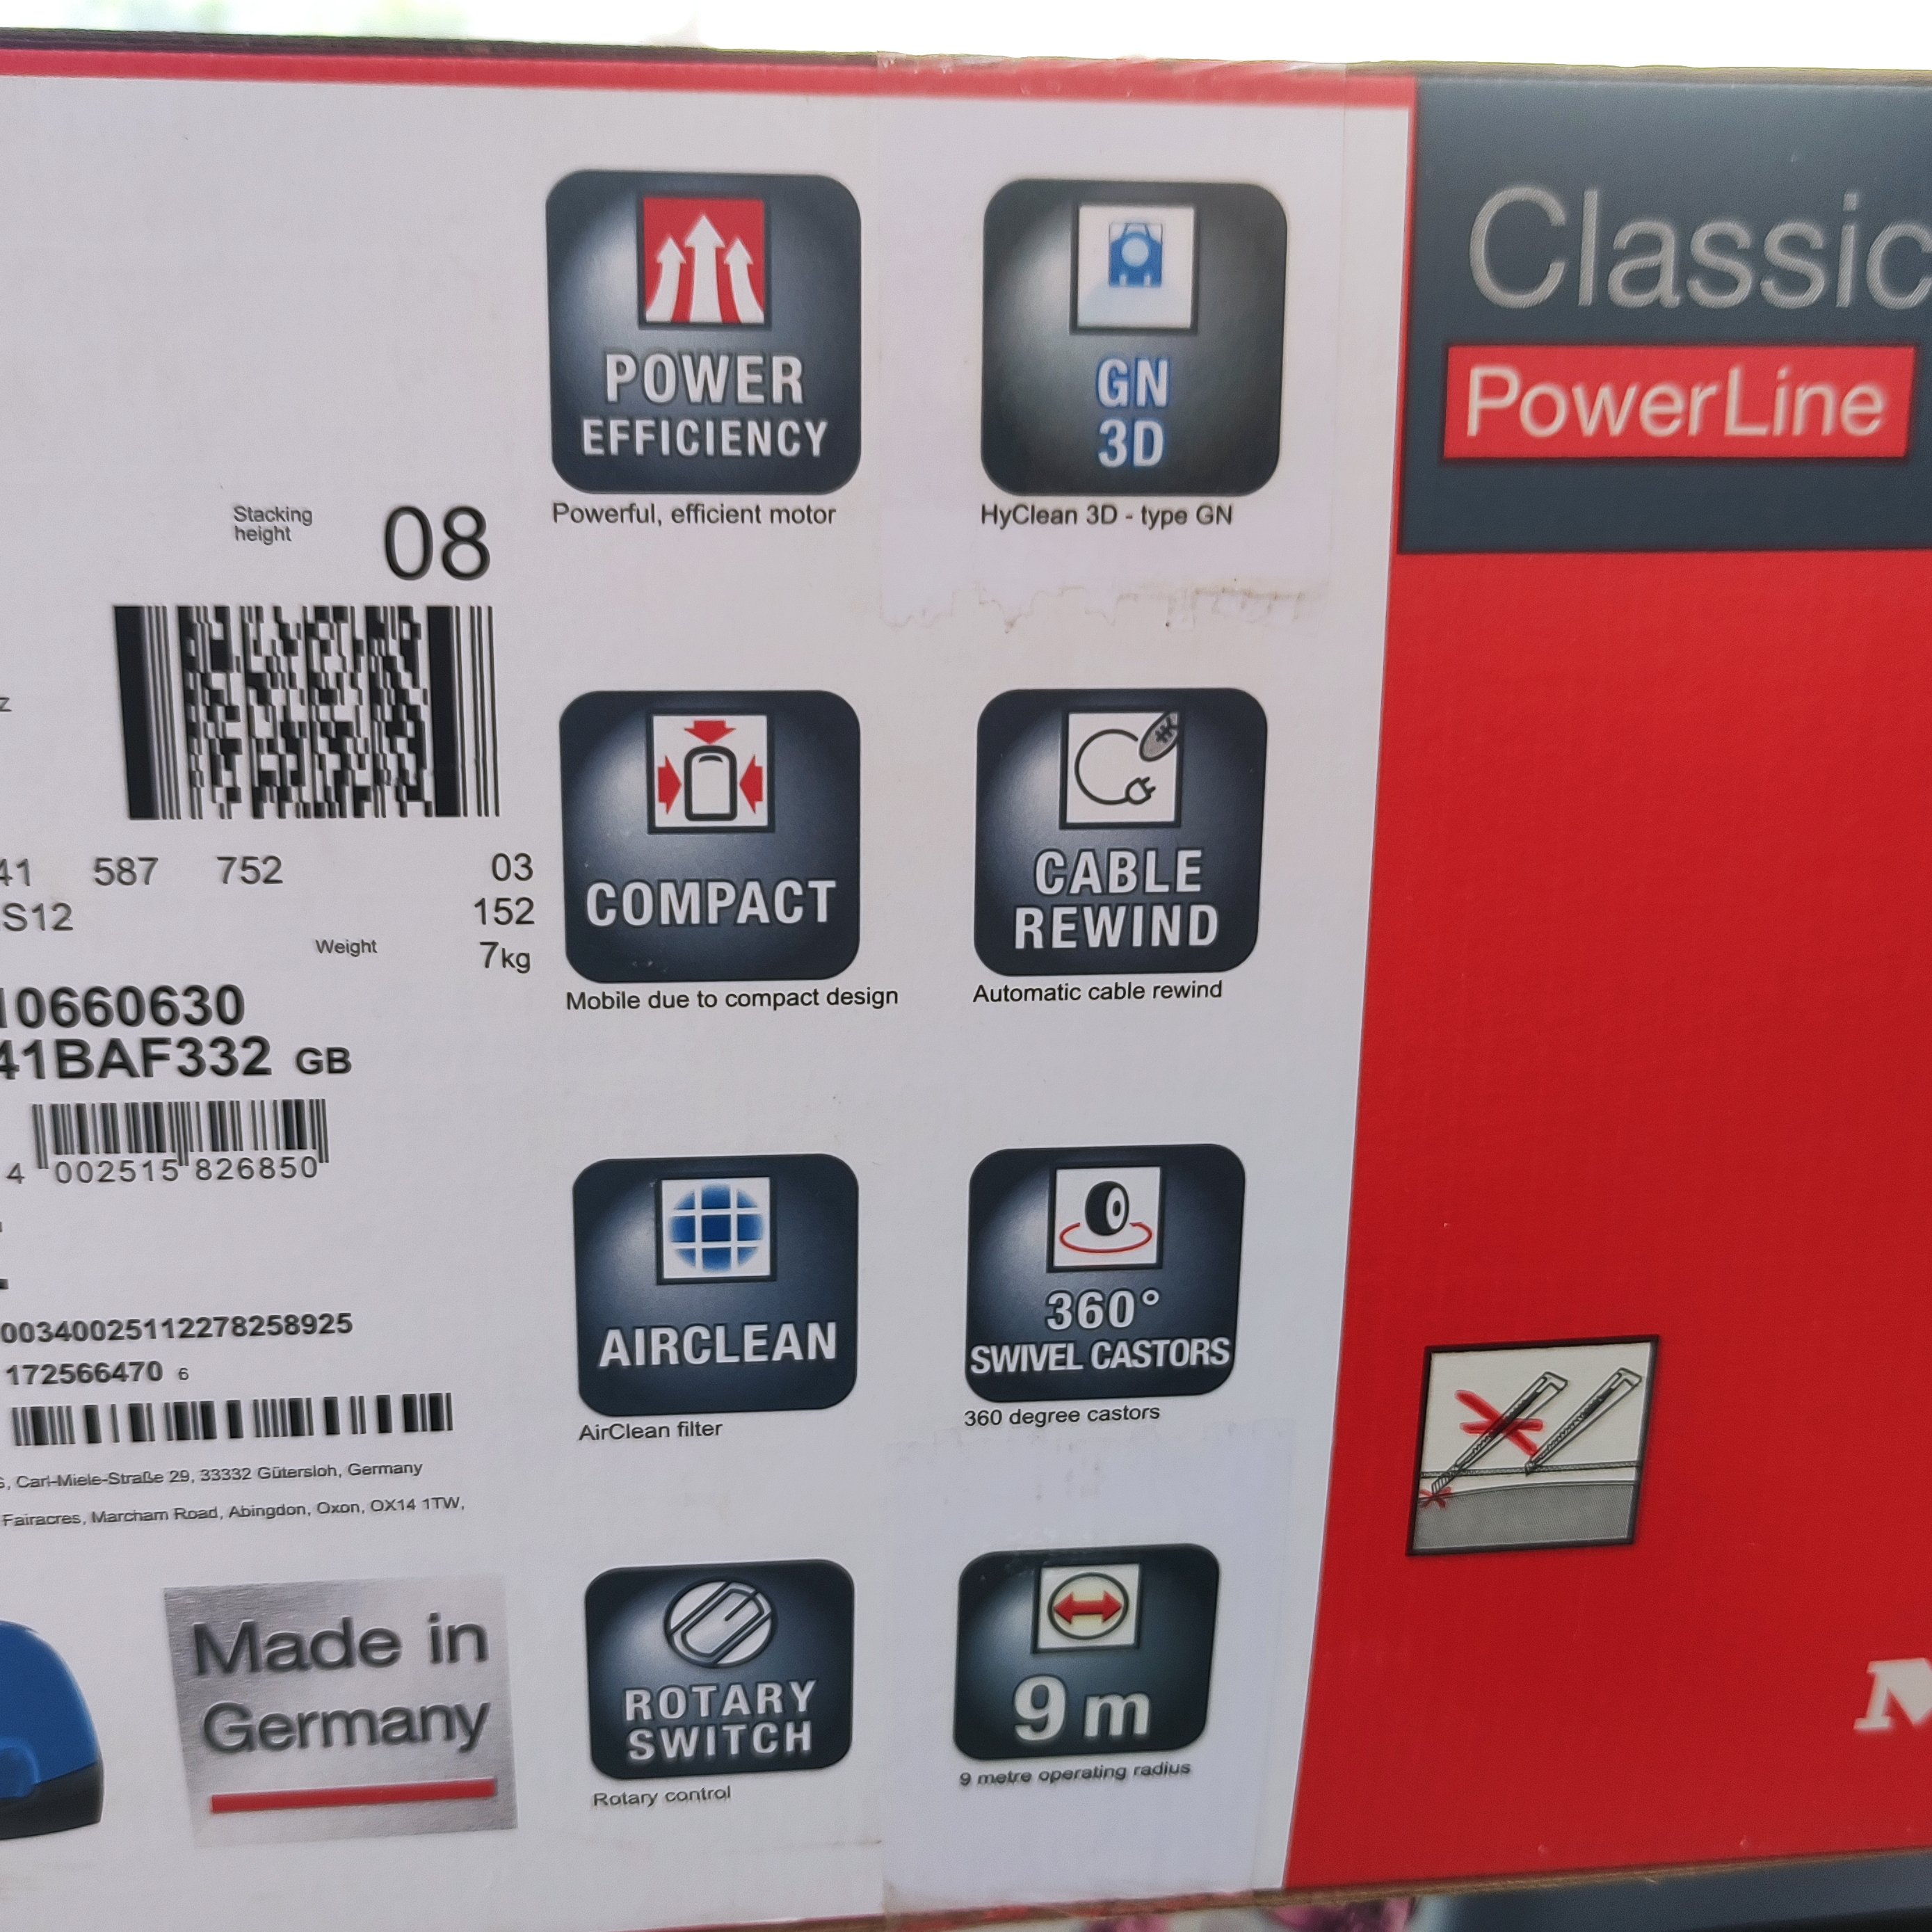 Classic
PowerLine
POWER
EFFICIENCY
Powerful, efficient motor
GN
3D
HyClean 3D - type GN
Stacking
height
08
COMPACT
Mobile due to compact design
CABLE
REWIND
Automatic cable rewind
41 587 752 03
S12 152
Weight 7kg
10660630
41BAF332 GB
4 002515 826850
00340025112278258925
172566470 6
Carl-Miele-Straße 29, 33332 Gütersloh, Germany
Fairacres, Marcham Road, Abingdon, Oxon, OX14 1TW,
AIRCLEAN
AirClean filter
360°
SWIVEL CASTORS
360 degree castors
Made in
Germany
ROTARY
SWITCH
Rotary control
9 m
9 metre operating radius